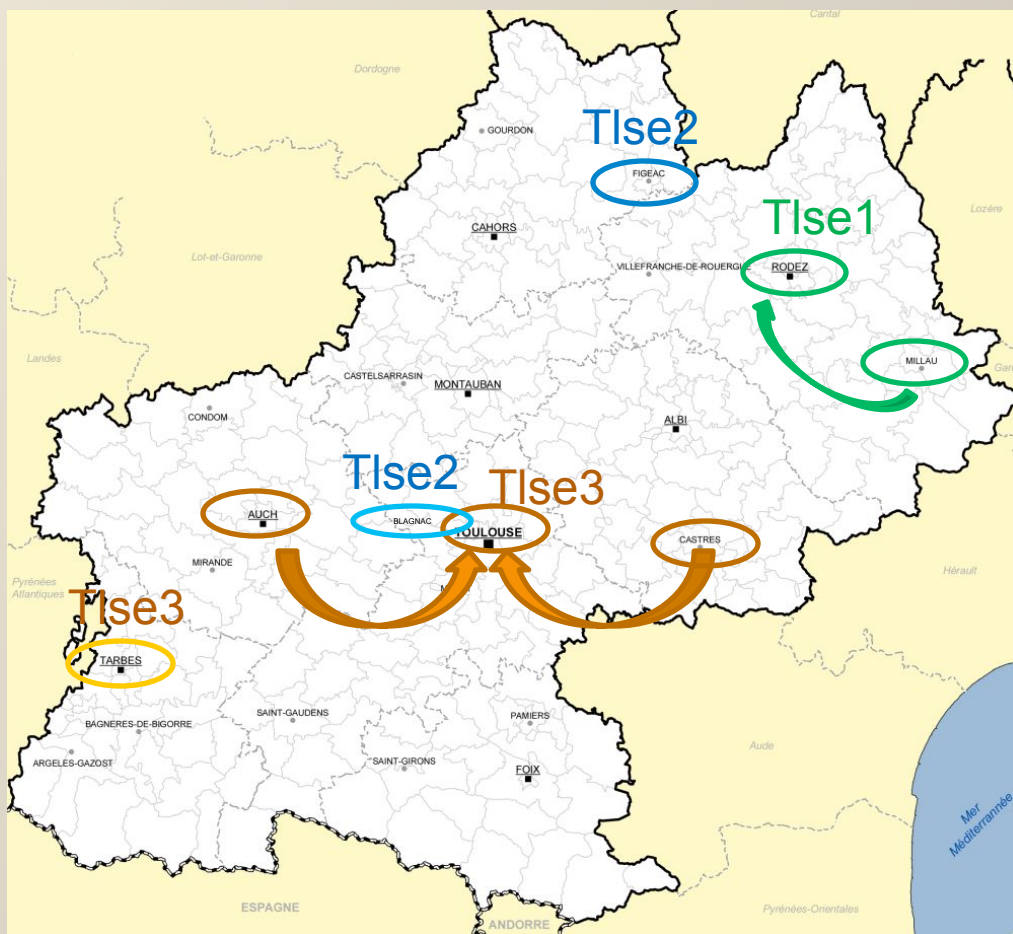 Cantal
Dordogne
Tlse2
GOURDON
FIGEAC
Tlse1
Lozère
CAHORS
Lot-et-Garonne
VILLEFRANCHE-DE-ROUERGUE
RODEZ
Landes
MILLAU
Gard
CASTELSARRASIN
MONTAUBAN
CONDOM
ALBI
Tlse2
Tlse3
AUCH
BLAGNAC
TOULOUSE
CASTRES
MIRANDE
Hérault
Pyrénées
Atlantiques
Tlse3
TARBES
SAINT-GAUDENS
PAMIERS
BAGNERES-DE-BIGORRE
Aude
ARGELES-GAZOST
SAINT-GIRONS
FOIX
Mer
Méditerrannée
ESPAGNE
ANDORRE
Pyrénées-Orientales